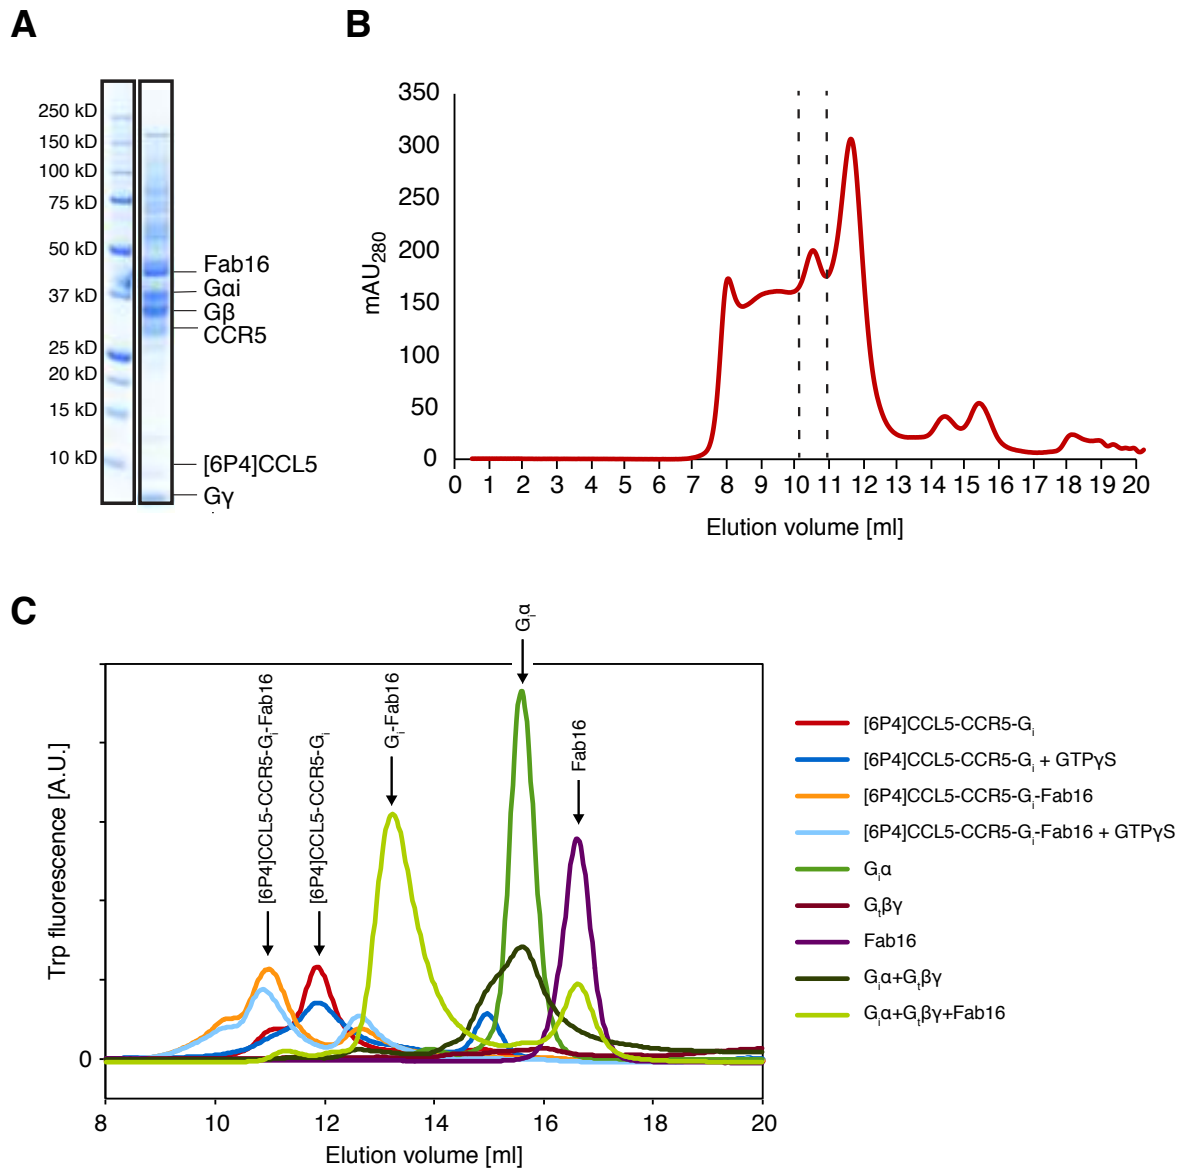 A
B
250 kD
150 kD
100 kD
75 kD
50 kD
37 kD
25 kD
20 kD
15 kD
10 kD
Fab16
Gαi
Gβ
CCR5
[6P4]CCL5
Gγ
350
300
250
200
150
100
50
0
mAU280
0 1 2 3 4 5 6 7 8 9 10 11 12 13 14 15 16 17 18 19 20
Elution volume [ml]
C
[6P4]CCL5-CCR5-Gi-Fab16
[6P4]CCL5-CCR5-Gi
Gi-Fab16
Giα
Fab16
Trp fluorescence [A.U.]
0
8 10 12 14 16 18 20
Elution volume [ml]
[6P4]CCL5-CCR5-Gi
[6P4]CCL5-CCR5-Gi + GTPγS
[6P4]CCL5-CCR5-Gi-Fab16
[6P4]CCL5-CCR5-Gi-Fab16 + GTPγS
Giα
Gtβγ
Fab16
Giα+Gtβγ
Giα+Gtβγ+Fab16